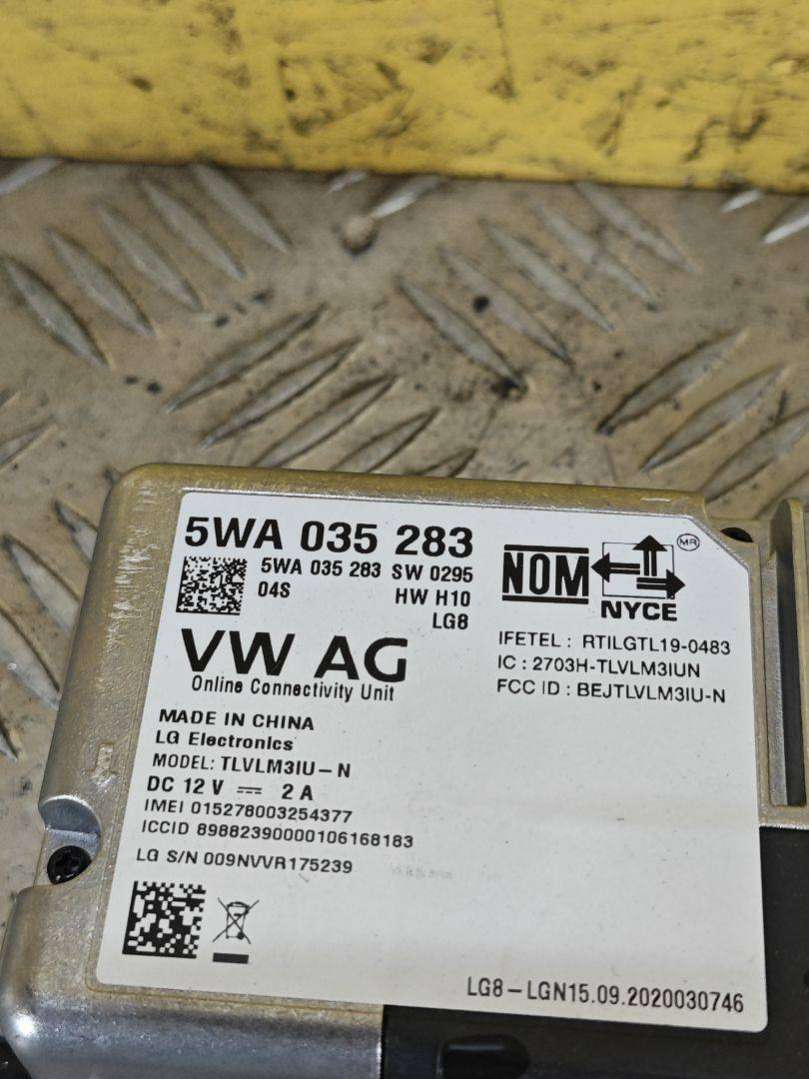 5WA 035 283
5WA 035 283 SW 0295
04S HW H10
LG8
VW AG
Online Connectivity Unit
NOM
MR
NYCE
IFETEL : RTILGTL19-0483
IC : 2703H-TLVLM3IUN
FCC ID : BEJTLVLM3IU-N
MADE IN CHINA
LG Electronics
MODEL: TLVLM3IU-N
DC 12 V ⎓ 2 A
IMEI 015278003254377
ICCID 89882390000106168183
LG S/N 009NVVR175239
LG8-LGN15.09.2020030746